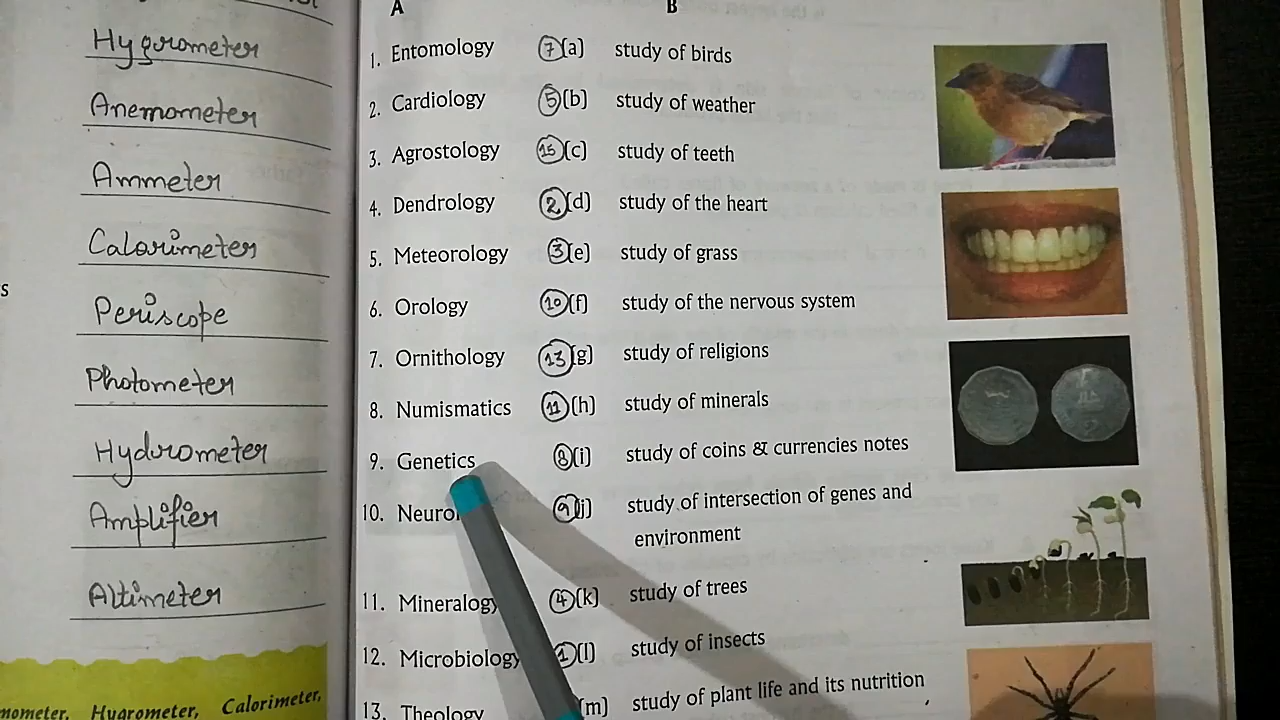 Hygrometer
Anemometer
Ammeter
Calorimeter
Periscope
Photometer
Hydrometer
Amplifier
Altimeter
Hygrometer, Calorimeter,
A B
1. Entomology 7 (a) study of birds
2. Cardiology 5 (b) study of weather
3. Agrostology 15 (c) study of teeth
4. Dendrology 2 (d) study of the heart
5. Meteorology 3 (e) study of grass
6. Orology 10 (f) study of the nervous system
7. Ornithology 13 (g) study of religions
8. Numismatics 11 (h) study of minerals
9. Genetics 8 (i) study of coins & currencies notes
10. 9 (j) study of intersection of genes and
environment
11. Mineralogy 4 (k) study of trees
12. Microbiology 1 (l) study of insects
13. Theology (m) study of plant life and its nutrition